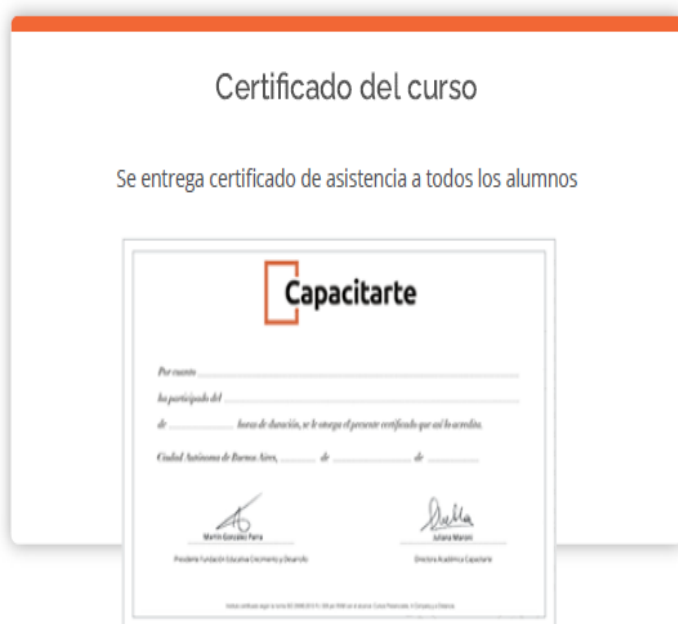 Certificado del curso
Se entrega certificado de asistencia a todos los alumnos
Capacitarte
Por cuanto
ha participado del
de horas de duración, se le otorga el presente certificado que así lo acredita.
Ciudad Autónoma de Buenos Aires, de de
Martín González Parra
Juliana Marani
Presidente Fundación Educativa Crecimiento y Desarrollo
Directora Académica Capacitarte